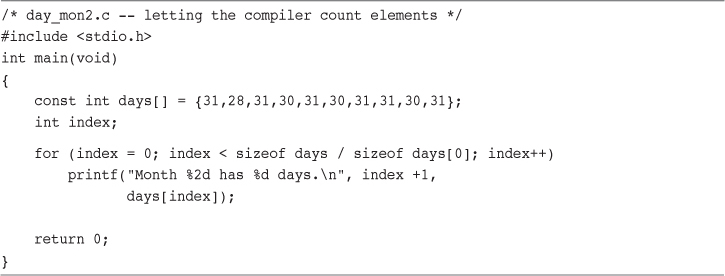 /* day_mon2.c -- letting the compiler count elements */
#include <stdio.h>
int main(void)
{
    const int days[] = {31,28,31,30,31,30,31,31,30,31};
    int index;
    for (index = 0; index < sizeof days / sizeof days[0]; index++)
        printf("Month %2d has %d days.\n", index +1,
               days[index]);
    return 0;
}